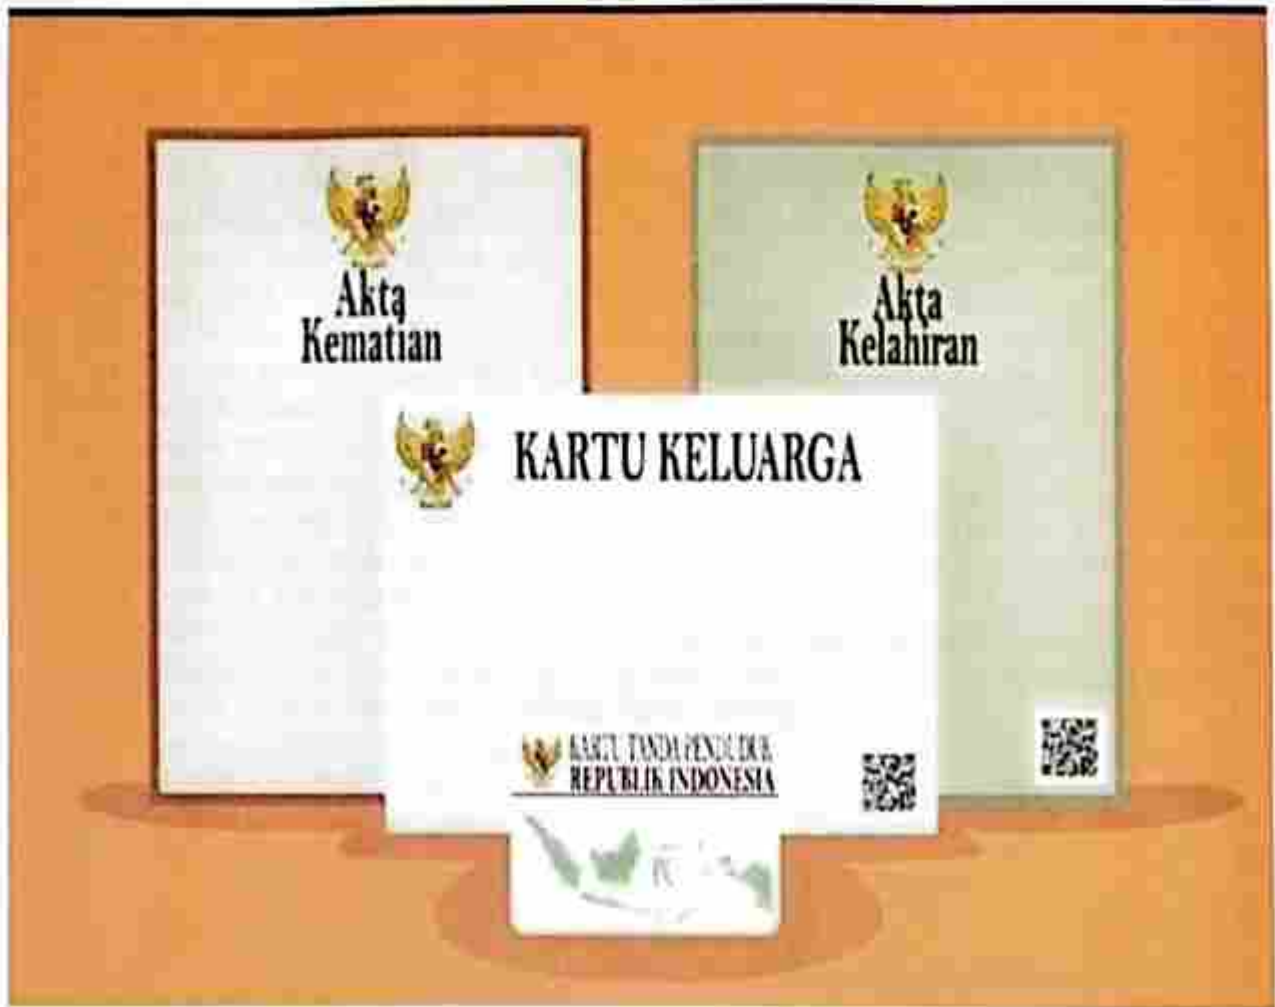 Akta
Kematian
Akta
Kelahiran
KARTU KELUARGA
KARTU TANDA PENDUDUK
REPUBLIK INDONESIA